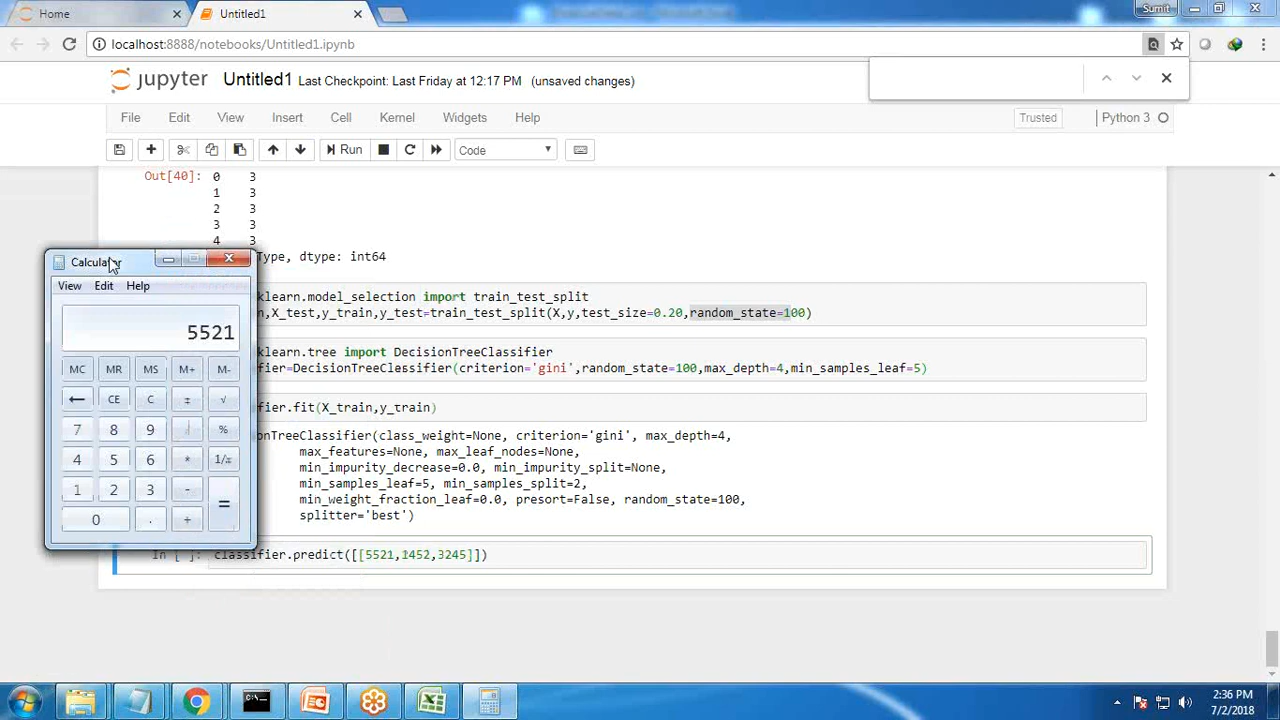 Home
Untitled1
Sumit
localhost:8888/notebooks/Untitled1.ipynb
jupyter Untitled1 Last Checkpoint: Last Friday at 12:17 PM (unsaved changes)
File Edit View Insert Cell Kernel Widgets Help
Trusted | Python 3
Run Code
Out[40]: 0 3
1 3
2 3
3 3
4 3
Type, dtype: int64
klearn.model_selection import train_test_split
n,X_test,y_train,y_test=train_test_split(X,y,test_size=0.20,random_state=100)
klearn.tree import DecisionTreeClassifier
fier=DecisionTreeClassifier(criterion='gini',random_state=100,max_depth=4,min_samples_leaf=5)
fier.fit(X_train,y_train)
onTreeClassifier(class_weight=None, criterion='gini', max_depth=4,
max_features=None, max_leaf_nodes=None,
min_impurity_decrease=0.0, min_impurity_split=None,
min_samples_leaf=5, min_samples_split=2,
min_weight_fraction_leaf=0.0, presort=False, random_state=100,
splitter='best')
In [ ]: classifier.predict([[5521,1452,3245]])
Calculator
View Edit Help
5521
MC MR MS M+ M-
← CE C ± √
7 8 9 / %
4 5 6 * 1/x
1 2 3 - =
0 . +
2:36 PM
7/2/2018